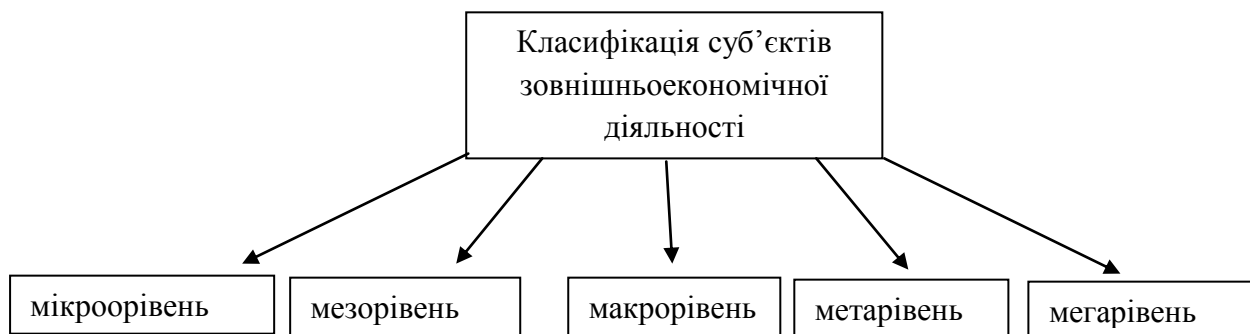 Класифікація суб’єктів
зовнішньоекономічної
діяльності
мікроорівень
мезорівень
макрорівень
метарівень
мегарівень